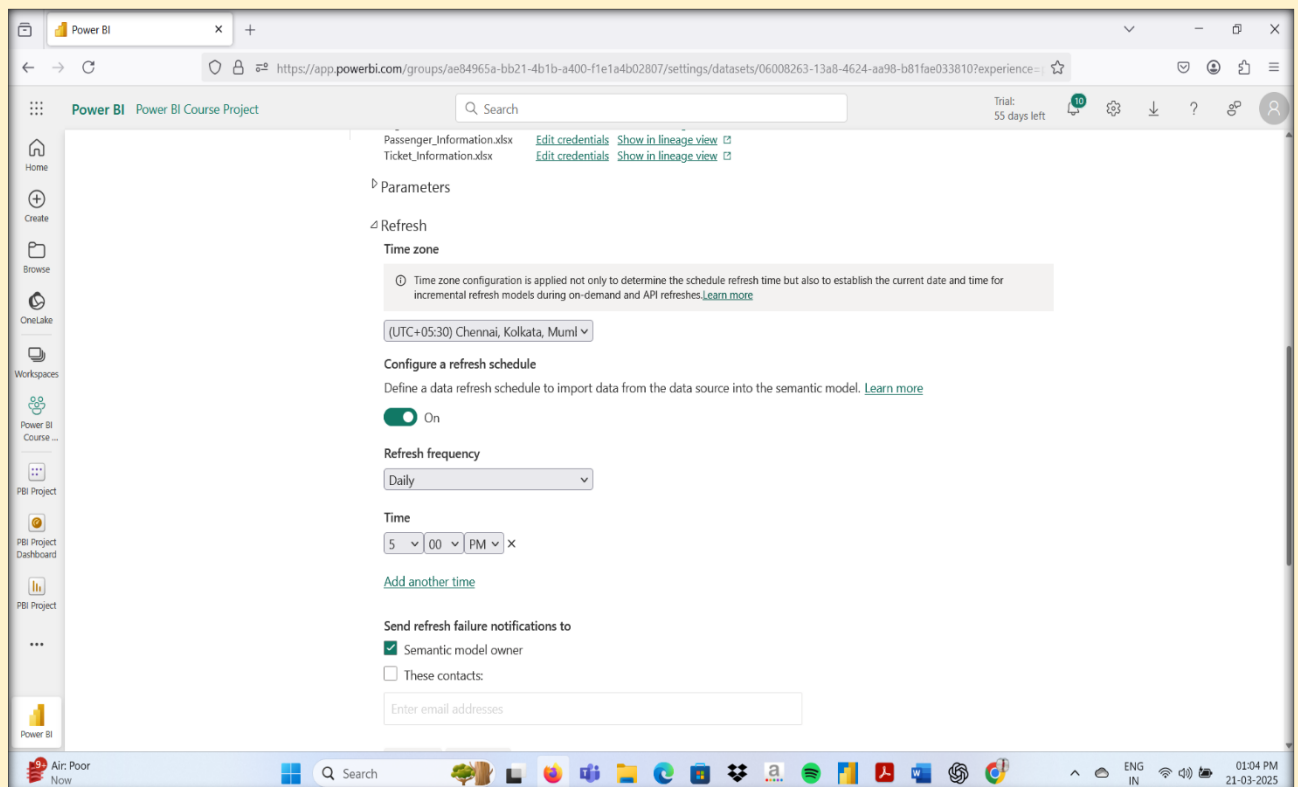 Power BI
https://app.powerbi.com/groups/ae84965a-bb21-4b1b-a400-f1e1a4b02807/settings/datasets/06008263-13a8-4624-aa98-b81fae033810?experience=
Power BI Power BI Course Project
Search
Trial:
55 days left
10
Home
Create
Browse
OneLake
Workspaces
Power BI
Course ...
PBI Project
PBI Project
Dashboard
PBI Project
Power BI
Passenger_Information.xlsx Edit credentials Show in lineage view
Ticket_Information.xlsx Edit credentials Show in lineage view
Parameters
Refresh
Time zone
Time zone configuration is applied not only to determine the schedule refresh time but also to establish the current date and time for
incremental refresh models during on-demand and API refreshes.Learn more
(UTC+05:30) Chennai, Kolkata, Muml
Configure a refresh schedule
Define a data refresh schedule to import data from the data source into the semantic model. Learn more
On
Refresh frequency
Daily
Time
5 00 PM
Add another time
Send refresh failure notifications to
Semantic model owner
These contacts:
Enter email addresses
9+
Air: Poor
Now
Search
a
ENG
IN
01:04 PM
21-03-2025